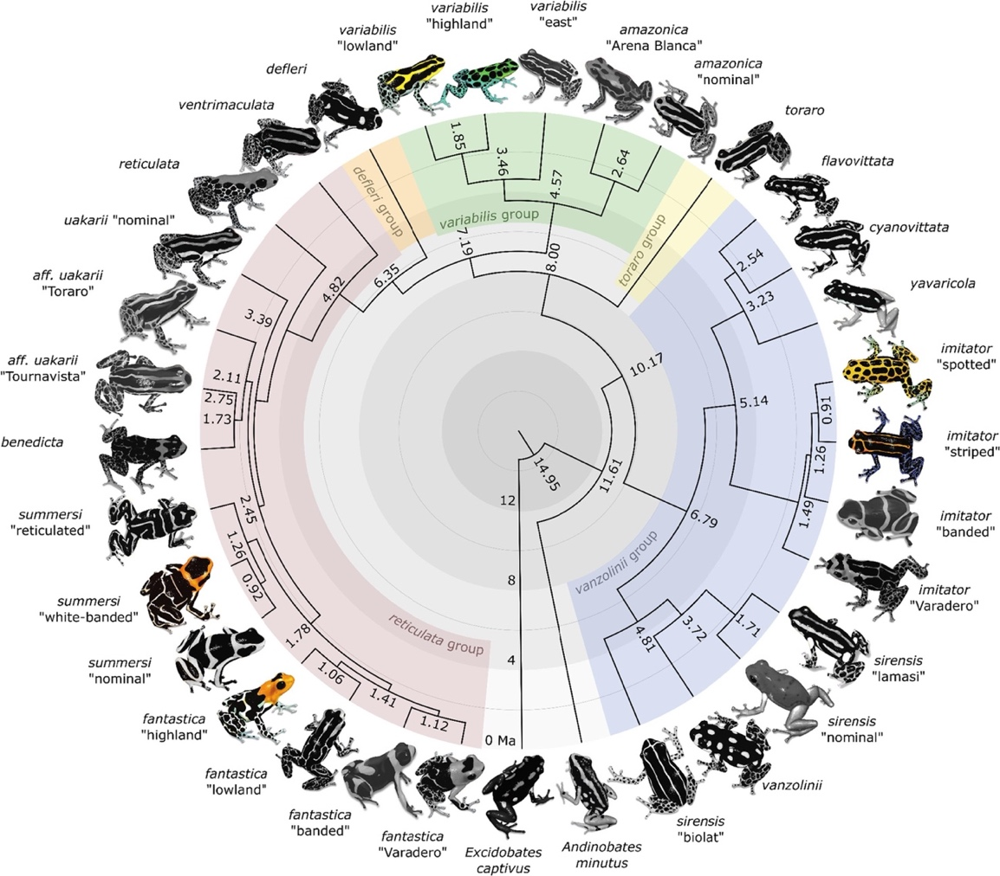 variabilis
"highland"
variabilis
"east"
variabilis
"lowland"
amazonica
"Arena Blanca"
amazonica
"nominal"
defleri
ventrimaculata
toraro
reticulata
flavovittata
uakarii "nominal"
cyanovittata
aff. uakarii
"Toraro"
yavaricola
aff. uakarii
"Tournavista"
imitator
"spotted"
benedicta
imitator
"striped"
summersi
"reticulated"
imitator
"banded"
summersi
"white-banded"
imitator
"Varadero"
summersi
"nominal"
sirensis
"lamasi"
fantastica
"highland"
sirensis
"nominal"
fantastica
"lowland"
vanzolinii
fantastica
"banded"
sirensis
"biolat"
fantastica
"Varadero"
Excidobates
captivus
Andinobates
minutus
defleri group
variabilis group
toraro group
vanzolinii group
reticulata group
1.85
3.46
4.57
2.64
7.19
8.00
6.35
4.82
3.39
2.11
2.75
1.73
2.45
1.26
0.92
1.78
1.06
1.41
1.12
2.54
3.23
10.17
5.14
0.91
1.26
1.49
14.95
11.61
6.79
4.81
3.72
1.71
12
8
4
0 Ma